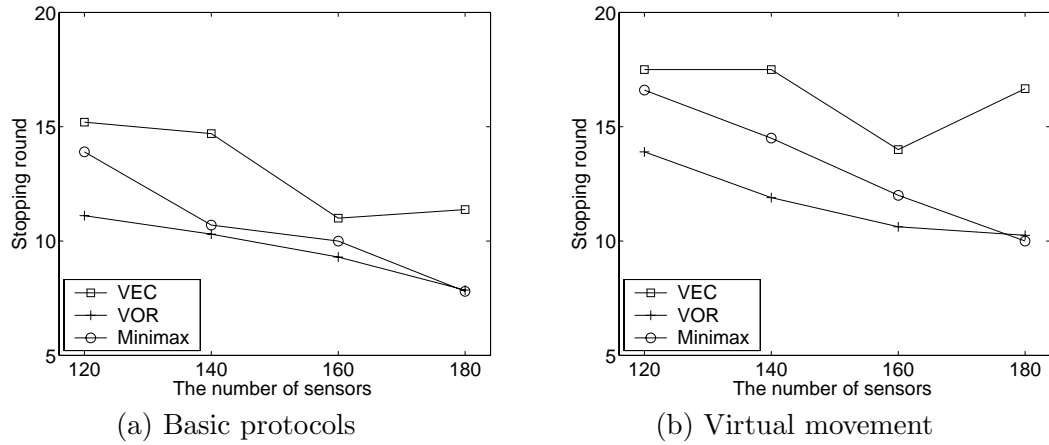 20
15
10
5
Stopping round
VEC
VOR
Minimax
120 140 160 180
The number of sensors
(a) Basic protocols
20
15
10
5
Stopping round
VEC
VOR
Minimax
120 140 160 180
The number of sensors
(b) Virtual movement